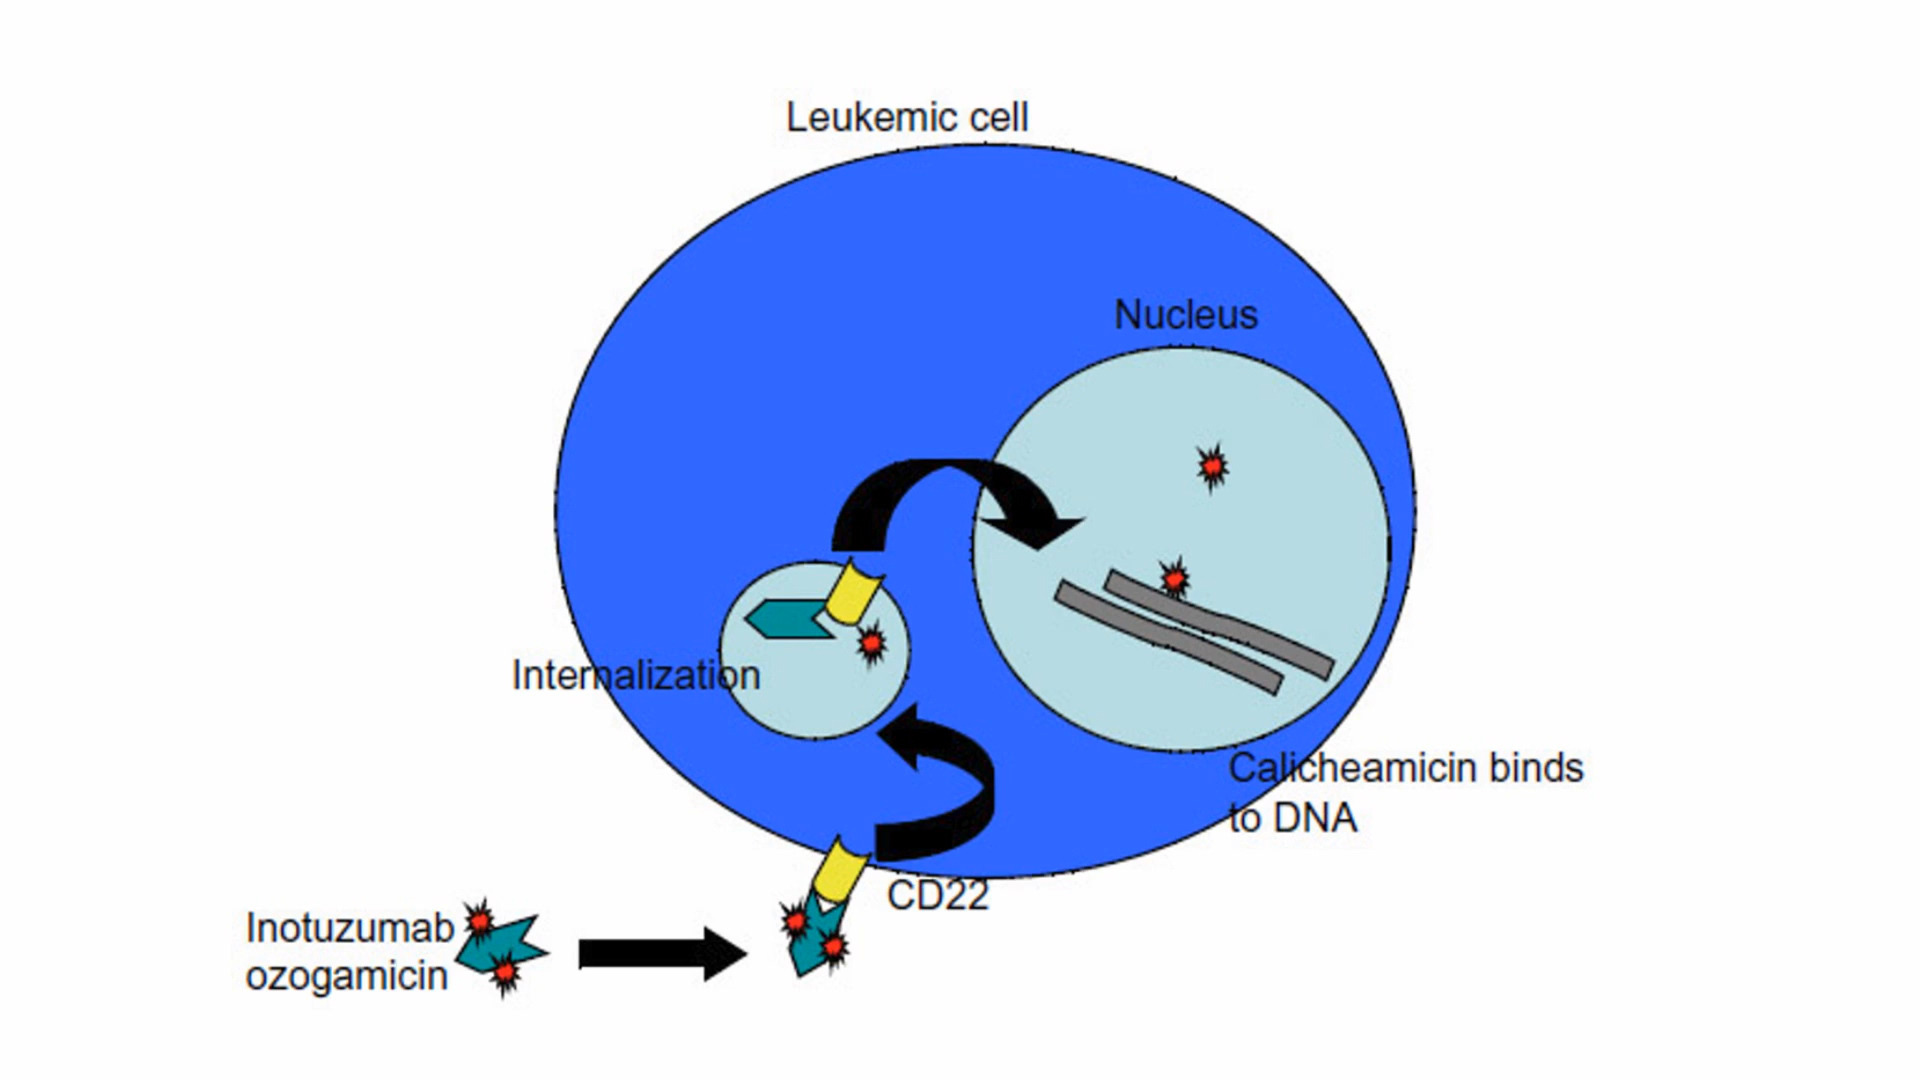 Leukemic cell
Nucleus
Internalization
Calicheamicin binds
to DNA
CD22
Inotuzumab
ozogamicin